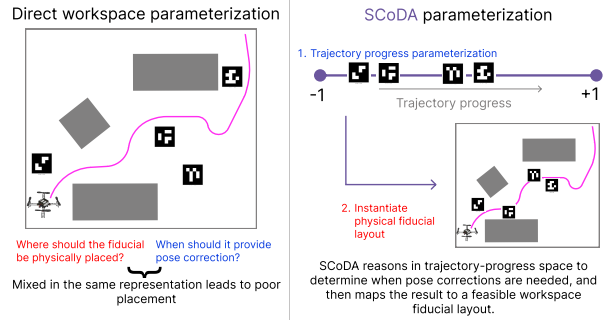 Direct workspace parameterization
Where should the fiducial
be physically placed?
When should it provide
pose correction?
Mixed in the same representation leads to poor
placement
SCoDA parameterization
1. Trajectory progress parameterization
-1
+1
Trajectory progress
2. Instantiate
physical fiducial
layout
SCoDA reasons in trajectory-progress space to
determine when pose corrections are needed, and
then maps the result to a feasible workspace
fiducial layout.